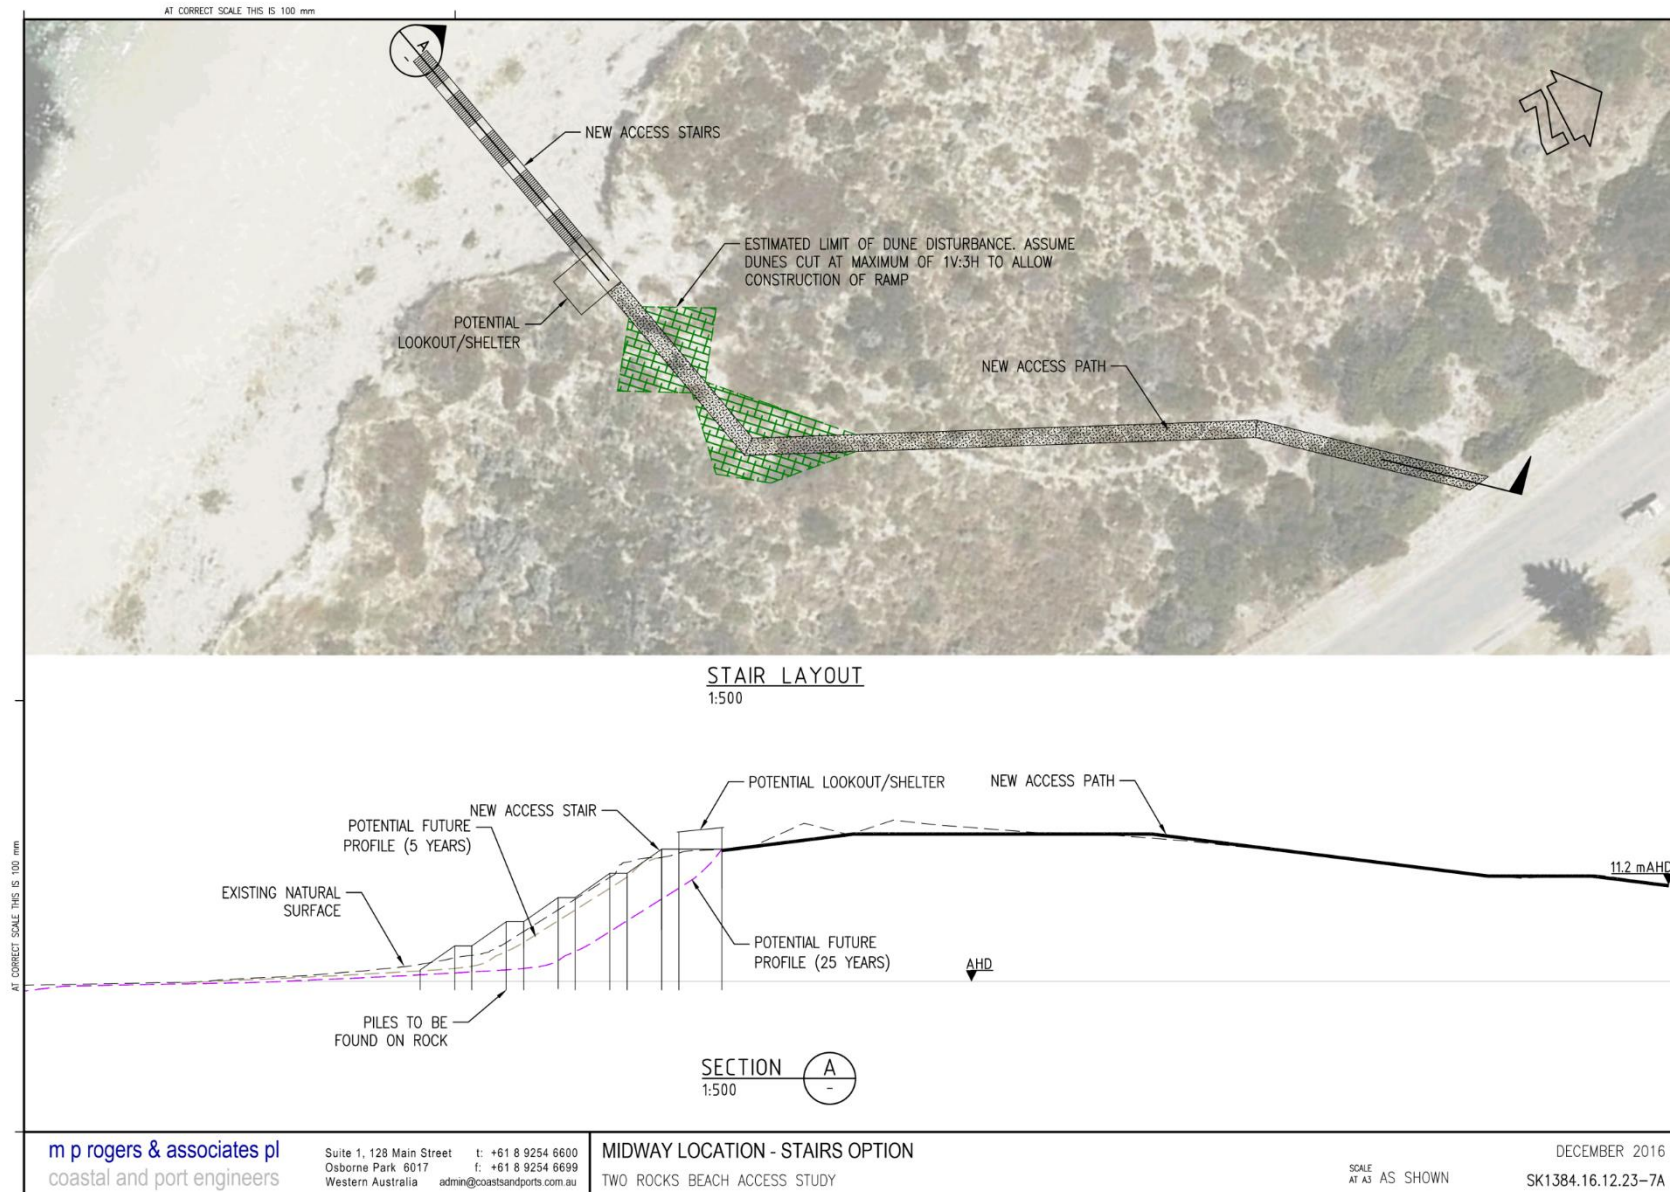 AT CORRECT SCALE THIS IS 100 mm
A
-
NEW ACCESS STAIRS
N
ESTIMATED LIMIT OF DUNE DISTURBANCE. ASSUME
DUNES CUT AT MAXIMUM OF 1V:3H TO ALLOW
CONSTRUCTION OF RAMP
POTENTIAL
LOOKOUT/SHELTER
NEW ACCESS PATH
STAIR LAYOUT
1:500
AT CORRECT SCALE THIS IS 100 mm
POTENTIAL LOOKOUT/SHELTER
NEW ACCESS PATH
NEW ACCESS STAIR
POTENTIAL FUTURE
PROFILE (5 YEARS)
EXISTING NATURAL
SURFACE
11.2 mAHD
POTENTIAL FUTURE
PROFILE (25 YEARS)
AHD
PILES TO BE
FOUND ON ROCK
SECTION A
1:500 -
m p rogers & associates pl
coastal and port engineers
Suite 1, 128 Main Street t: +61 8 9254 6600
Osborne Park 6017 f: +61 8 9254 6699
Western Australia admin@coastsandports.com.au
MIDWAY LOCATION - STAIRS OPTION
TWO ROCKS BEACH ACCESS STUDY
DECEMBER 2016
SCALE
AT A3 AS SHOWN
SK1384.16.12.23-7A